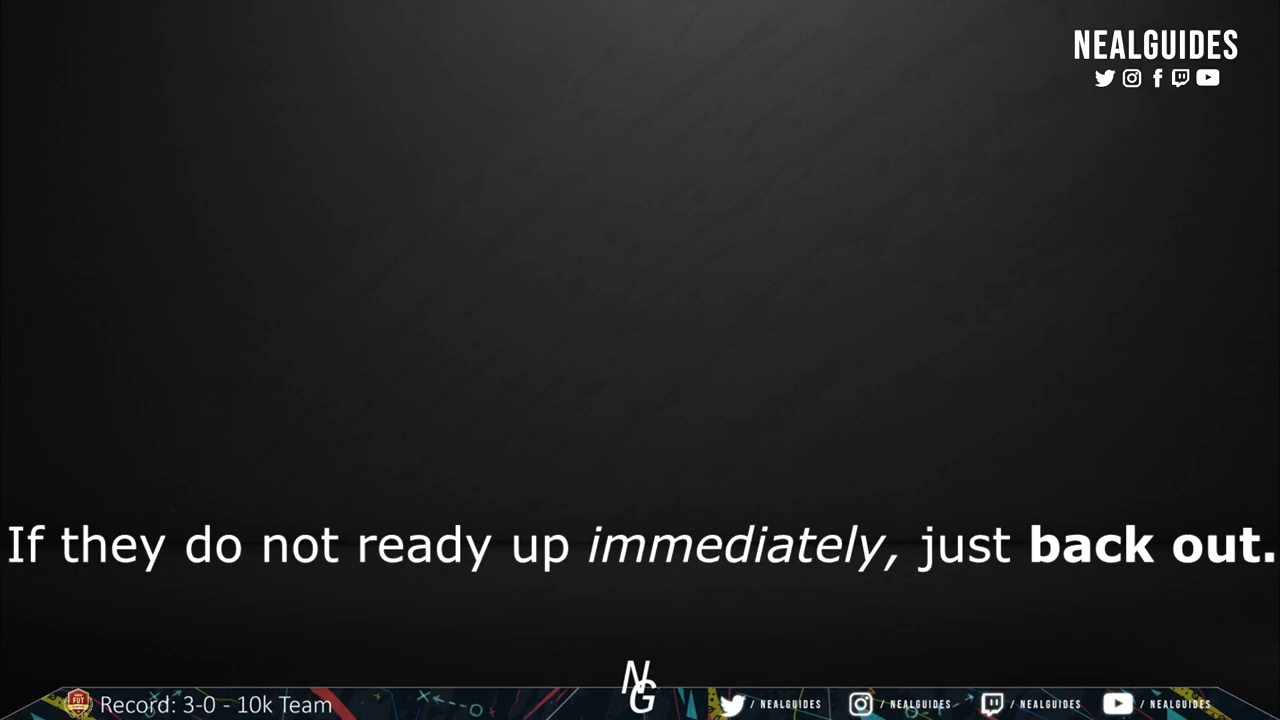 NEALGUIDES
If they do not ready up immediately, just back out.
NG
FUT
Record: 3-0 - 10k Team
/ NEALGUIDES
/ NEALGUIDES
/ NEALGUIDES
/ NEALGUIDES